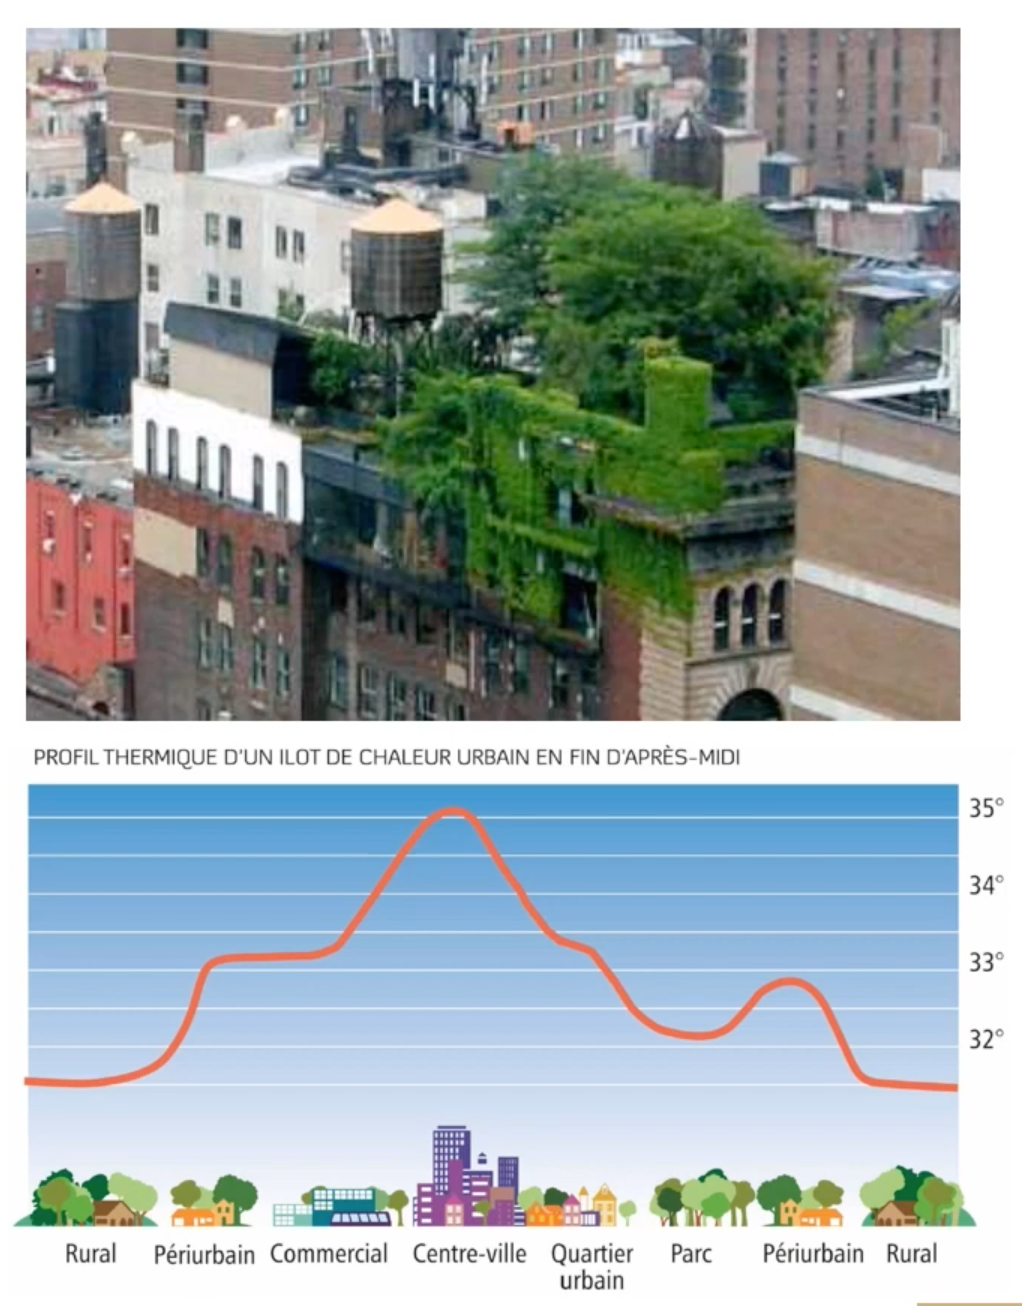 PROFIL THERMIQUE D'UN ILOT DE CHALEUR URBAIN EN FIN D'APRÈS-MIDI
35°
34°
33°
32°
Rural Périurbain Commercial Centre-ville Quartier urbain Parc Périurbain Rural